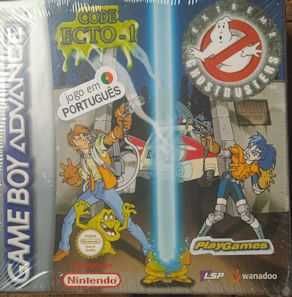 GAME BOY ADVANCE
CODE
ECTO-1
EXTREME
GHOSTBUSTERS
jogo em
PORTUGUÊS
PlayGames
Nintendo
LSP
wanadoo